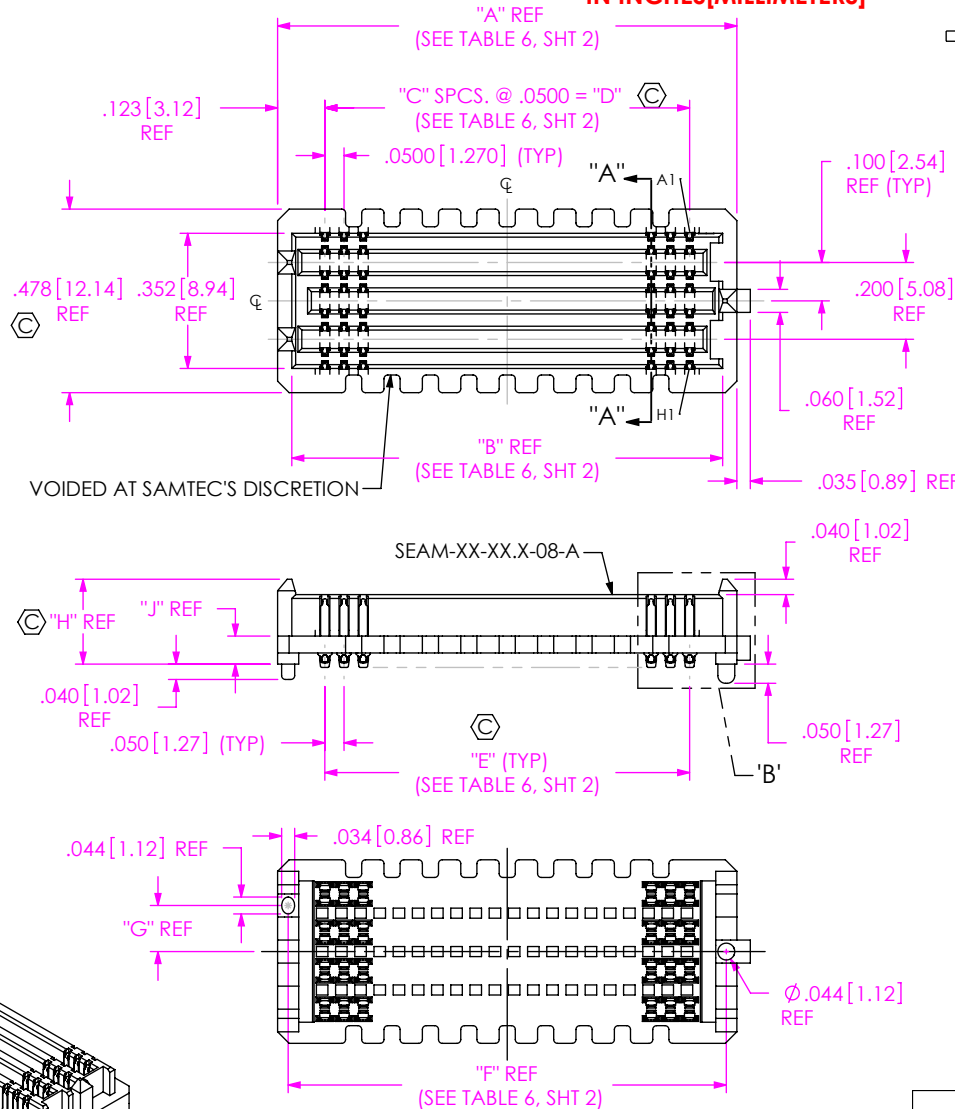 IN INCHES[MILLIMETERS]
"A" REF
(SEE TABLE 6, SHT 2)
.123[3.12]
REF
"C" SPCS. @ .0500 = "D"
C
(SEE TABLE 6, SHT 2)
.0500[1.270] (TYP)
.100[2.54]
REF (TYP)
"A"
A1
.478[12.14]
REF
C
.352[8.94]
REF
.200[5.08]
REF
.060[1.52]
REF
"A"
H1
"B" REF
(SEE TABLE 6, SHT 2)
VOIDED AT SAMTEC'S DISCRETION
.035[0.89] REF
SEAM-XX-XX.X-08-A
.040[1.02]
REF
C
"H" REF
"J" REF
.040[1.02]
REF
.050[1.27] (TYP)
C
"E" (TYP)
(SEE TABLE 6, SHT 2)
.050[1.27]
REF
'B'
.034[0.86] REF
.044[1.12] REF
"G" REF
Ø.044[1.12]
REF
"F" REF
(SEE TABLE 6, SHT 2)